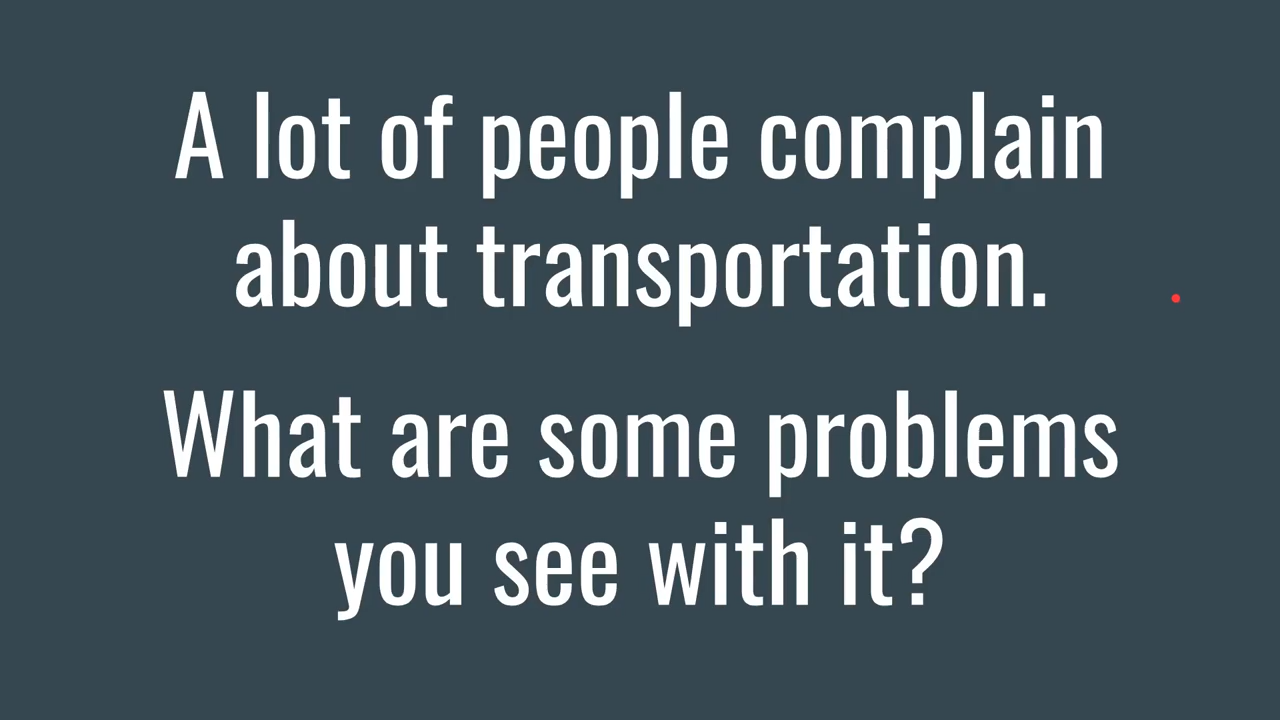 A lot of people complain
about transportation.
What are some problems
you see with it?